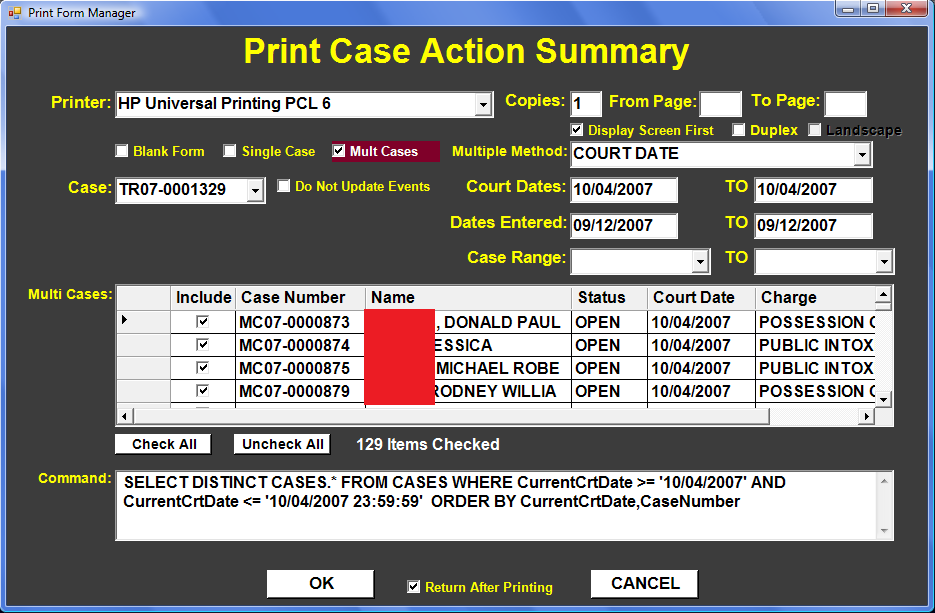 Print Form Manager
Print Case Action Summary
Printer: HP Universal Printing PCL 6 Copies: 1 From Page: To Page:
Display Screen First Duplex Landscape
Blank Form Single Case Mult Cases Multiple Method: COURT DATE
Case: TR07-0001329 Do Not Update Events Court Dates: 10/04/2007 TO 10/04/2007
Dates Entered: 09/12/2007 TO 09/12/2007
Case Range: TO
Multi Cases: Include Case Number Name Status Court Date Charge
MC07-0000873 , DONALD PAUL OPEN 10/04/2007 POSSESSION
MC07-0000874 ESSICA OPEN 10/04/2007 PUBLIC INTOX
MC07-0000875 MICHAEL ROBE OPEN 10/04/2007 PUBLIC INTOX
MC07-0000879 RODNEY WILLIA OPEN 10/04/2007 POSSESSION
Check All Uncheck All 129 Items Checked
Command: SELECT DISTINCT CASES.* FROM CASES WHERE CurrentCrtDate >= '10/04/2007' AND
CurrentCrtDate <= '10/04/2007 23:59:59' ORDER BY CurrentCrtDate,CaseNumber
OK Return After Printing CANCEL